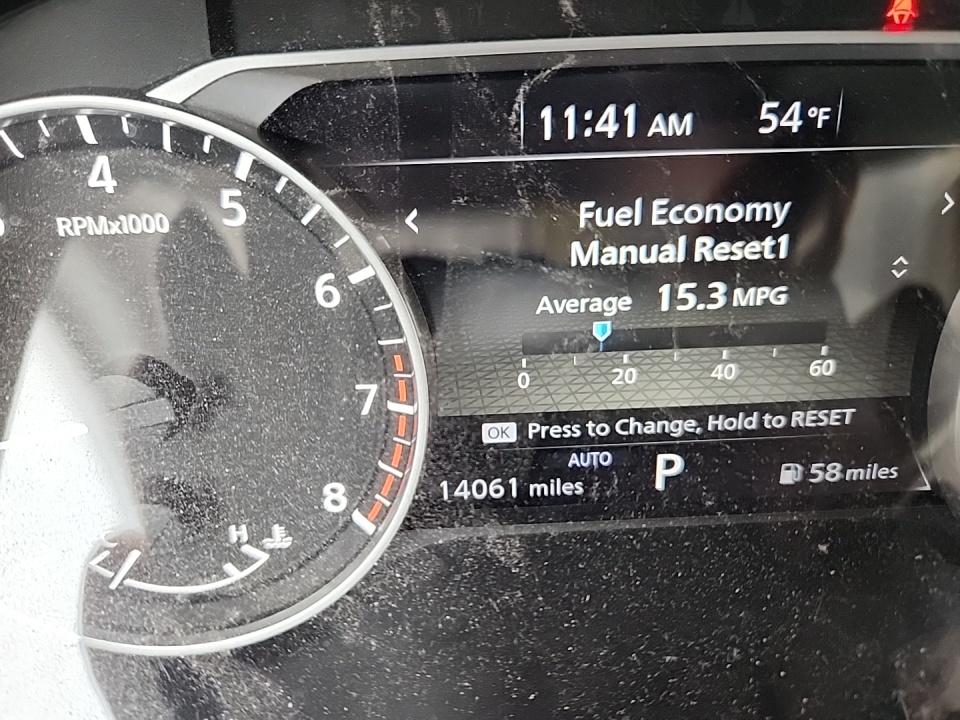 11:41 AM 54°F
4
5
RPMx1000
6
7
8
H
< >
Fuel Economy
Manual Reset1
Average 15.3 MPG
0 20 40 60
OK Press to Change, Hold to RESET
AUTO
14061 miles P 58 miles